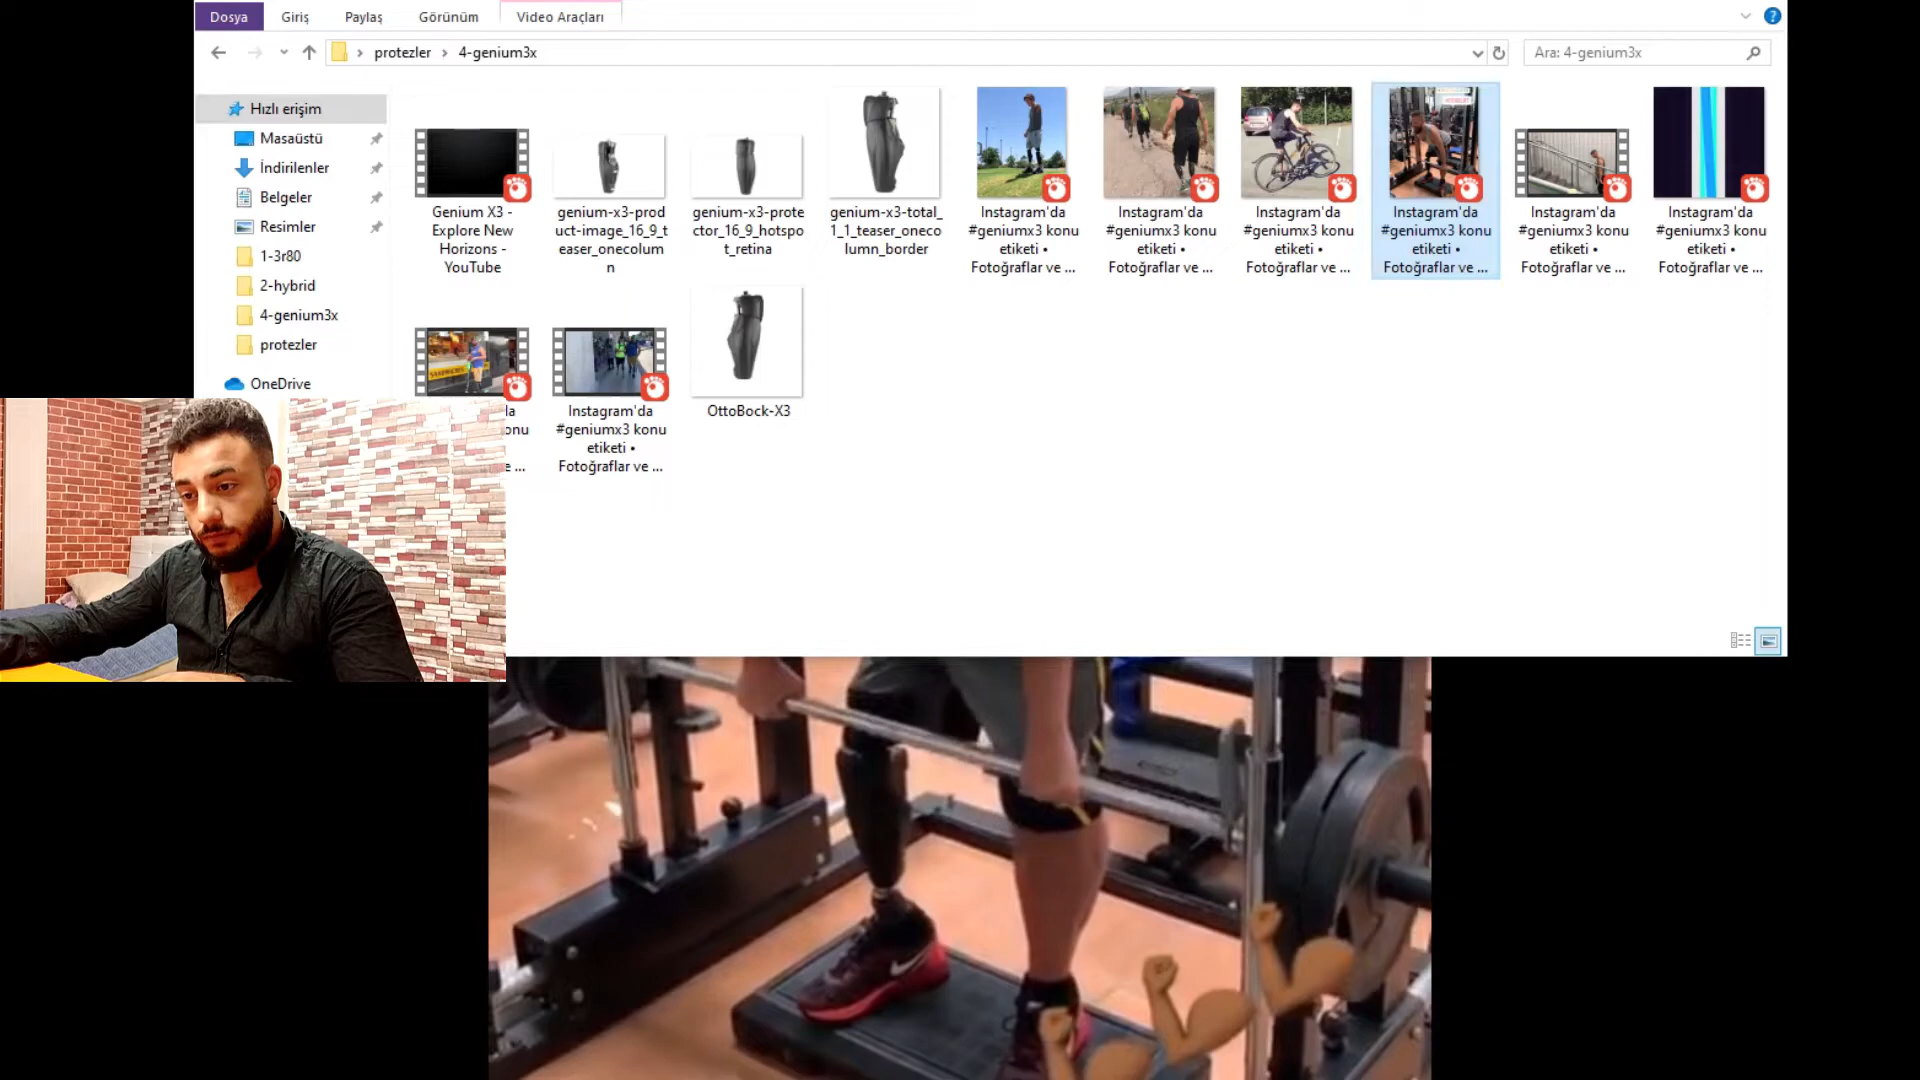 Dosya
Giriş
Paylaş
Görünüm
Video Araçları
protezler
4-genium3x
Ara: 4-genium3x
Hızlı erişim
Masaüstü
İndirilenler
Belgeler
Resimler
1-3r80
2-hybrid
4-genium3x
protezler
OneDrive
Genium X3 -
Explore New
Horizons -
YouTube
genium-x3-prod
uct-image_16_9_t
easer_onecolum
n
genium-x3-prote
ctor_16_9_hotspo
t_retina
genium-x3-total_
1_1_teaser_oneco
lumn_border
Instagram'da
#geniumx3 konu
etiketi •
Fotoğraflar ve ...
Instagram'da
#geniumx3 konu
etiketi •
Fotoğraflar ve ...
Instagram'da
#geniumx3 konu
etiketi •
Fotoğraflar ve ...
Instagram'da
#geniumx3 konu
etiketi •
Fotoğraflar ve ...
Instagram'da
#geniumx3 konu
etiketi •
Fotoğraflar ve ...
Instagram'da
#geniumx3 konu
etiketi •
Fotoğraflar ve ...
la
onu
e ...
Instagram'da
#geniumx3 konu
etiketi •
Fotoğraflar ve ...
OttoBock-X3